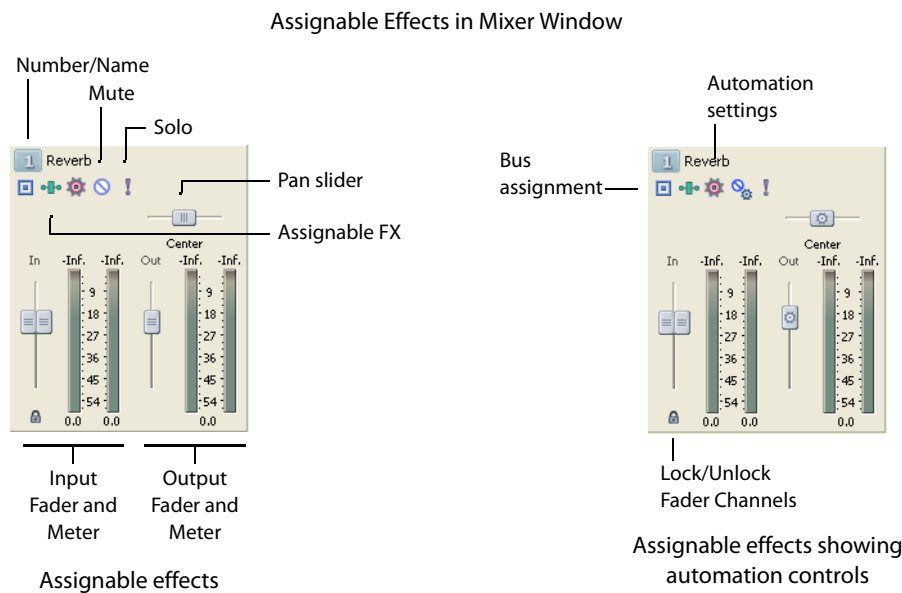 Assignable Effects in Mixer Window
Number/Name
Mute
Solo
1 Reverb
Pan slider
Assignable FX
Center
In -Inf. -Inf. Out -Inf. -Inf.
9 9
18 18
27 27
36 36
45 45
54 54
0.0 0.0 0.0
Input
Fader and
Meter
Output
Fader and
Meter
Assignable effects
Automation
settings
Bus
assignment
1 Reverb
Center
In -Inf. -Inf. Out -Inf. -Inf.
9 9
18 18
27 27
36 36
45 45
54 54
0.0 0.0 0.0
Lock/Unlock
Fader Channels
Assignable effects showing
automation controls